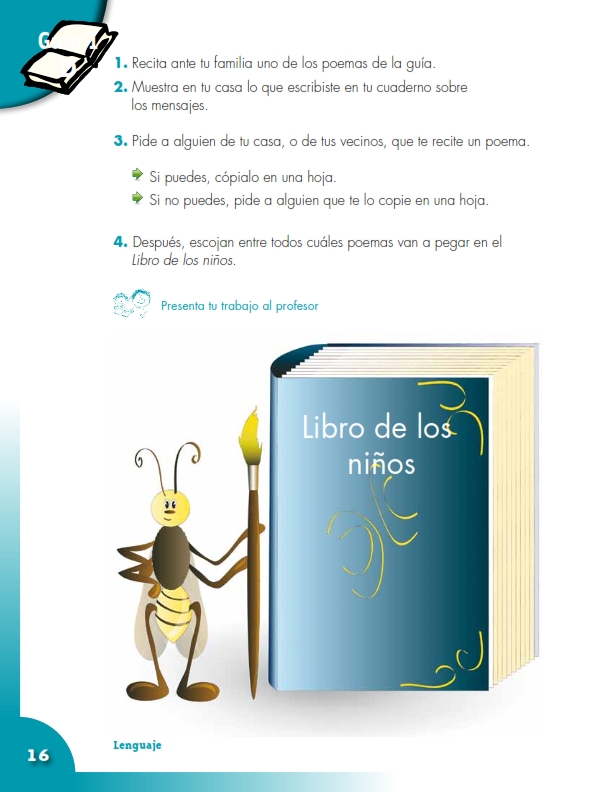 1. Recita ante tu familia uno de los poemas de la guía.
2. Muestra en tu casa lo que escribiste en tu cuaderno sobre
los mensajes.
3. Pide a alguien de tu casa, o de tus vecinos, que te recite un poema.
Si puedes, cópialo en una hoja.
Si no puedes, pide a alguien que te lo copie en una hoja.
4. Después, escojan entre todos cuáles poemas van a pegar en el
Libro de los niños.
Presenta tu trabajo al profesor
Libro de los
niños
Lenguaje
16